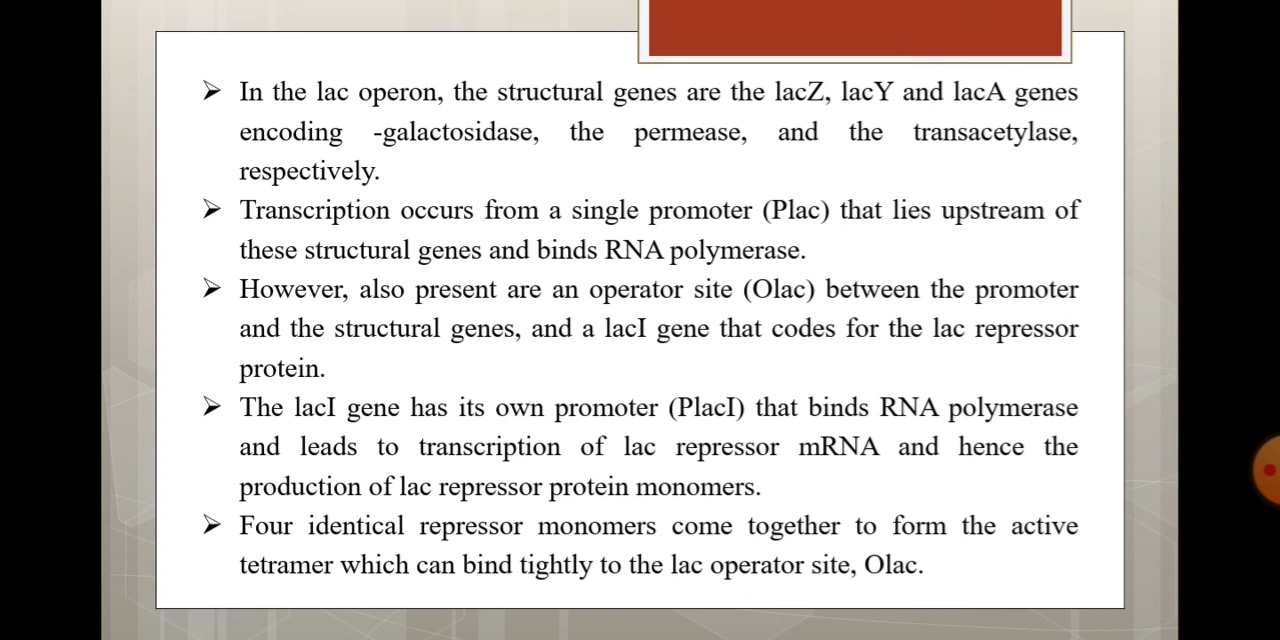 In the lac operon, the structural genes are the lacZ, lacY and lacA genes
encoding -galactosidase, the permease, and the transacetylase,
respectively.
Transcription occurs from a single promoter (Plac) that lies upstream of
these structural genes and binds RNA polymerase.
However, also present are an operator site (Olac) between the promoter
and the structural genes, and a lacI gene that codes for the lac repressor
protein.
The lacI gene has its own promoter (PlacI) that binds RNA polymerase
and leads to transcription of lac repressor mRNA and hence the
production of lac repressor protein monomers.
Four identical repressor monomers come together to form the active
tetramer which can bind tightly to the lac operator site, Olac.